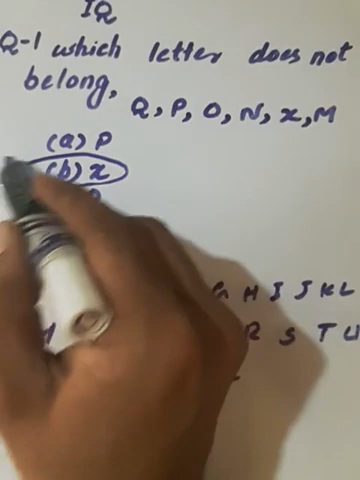 IQ
Q-1 which letter does not
belong,
Q, P, O, N, x, M
(a) P
(b) x
H I J K L
R S T U